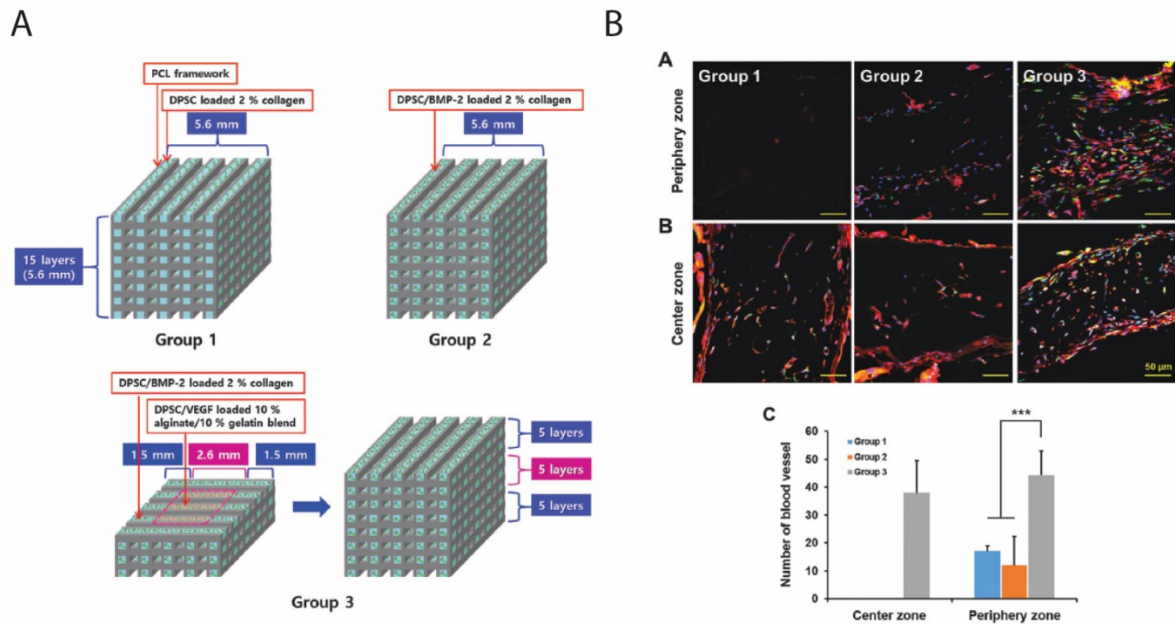 A
PCL framework
DPSC loaded 2 % collagen
5.6 mm
15 layers
(5.6 mm)
Group 1
DPSC/BMP-2 loaded 2 % collagen
5.6 mm
Group 2
DPSC/BMP-2 loaded 2 % collagen
DPSC/VEGF loaded 10 %
alginate/10 % gelatin blend
1.5 mm
2.6 mm
1.5 mm
5 layers
5 layers
5 layers
Group 3
B
A
Group 1
Group 2
Group 3
Periphery zone
B
Center zone
50 µm
C
Number of blood vessel
60
50
40
30
20
10
0
Group 1
Group 2
Group 3
***
Center zone
Periphery zone